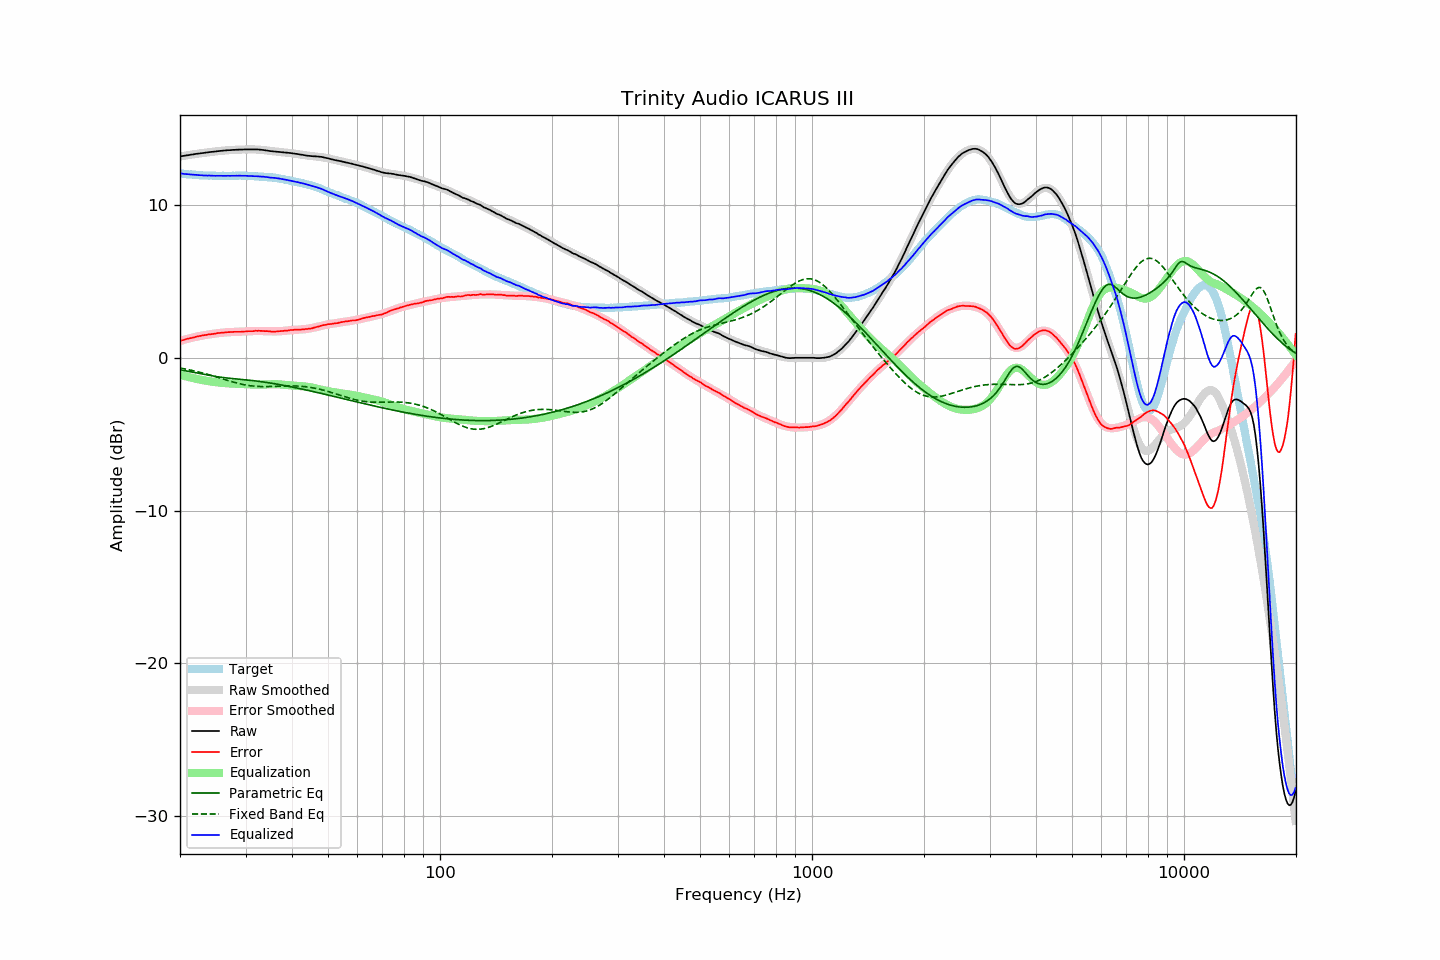 Trinity Audio ICARUS III
10
0
−10
−20
−30
Amplitude (dBr)
Target
Raw Smoothed
Error Smoothed
Raw
Error
Equalization
Parametric Eq
Fixed Band Eq
Equalized
100
1000
10000
Frequency (Hz)